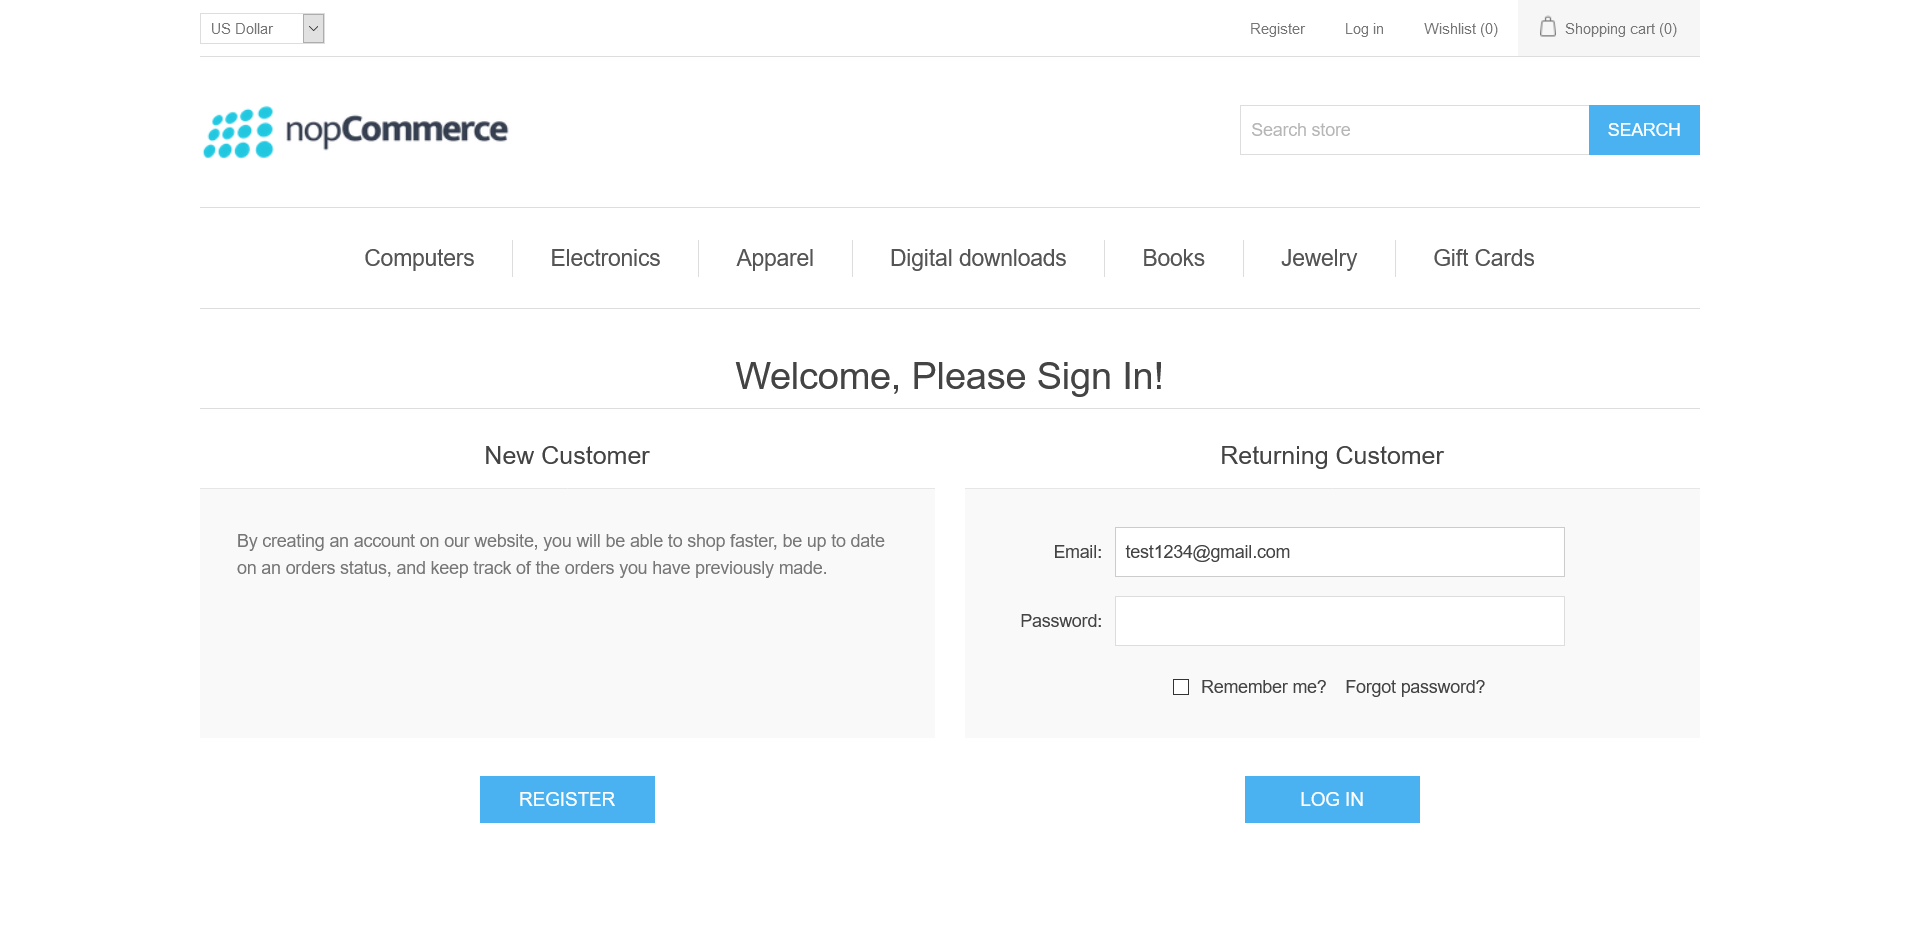 US Dollar
Register
Log in
Wishlist (0)
Shopping cart (0)
nopCommerce
Search store
SEARCH
Computers
Electronics
Apparel
Digital downloads
Books
Jewelry
Gift Cards
Welcome, Please Sign In!
New Customer
By creating an account on our website, you will be able to shop faster, be up to date
on an orders status, and keep track of the orders you have previously made.
REGISTER
Returning Customer
Email:
test1234@gmail.com
Password:
Remember me?
Forgot password?
LOG IN